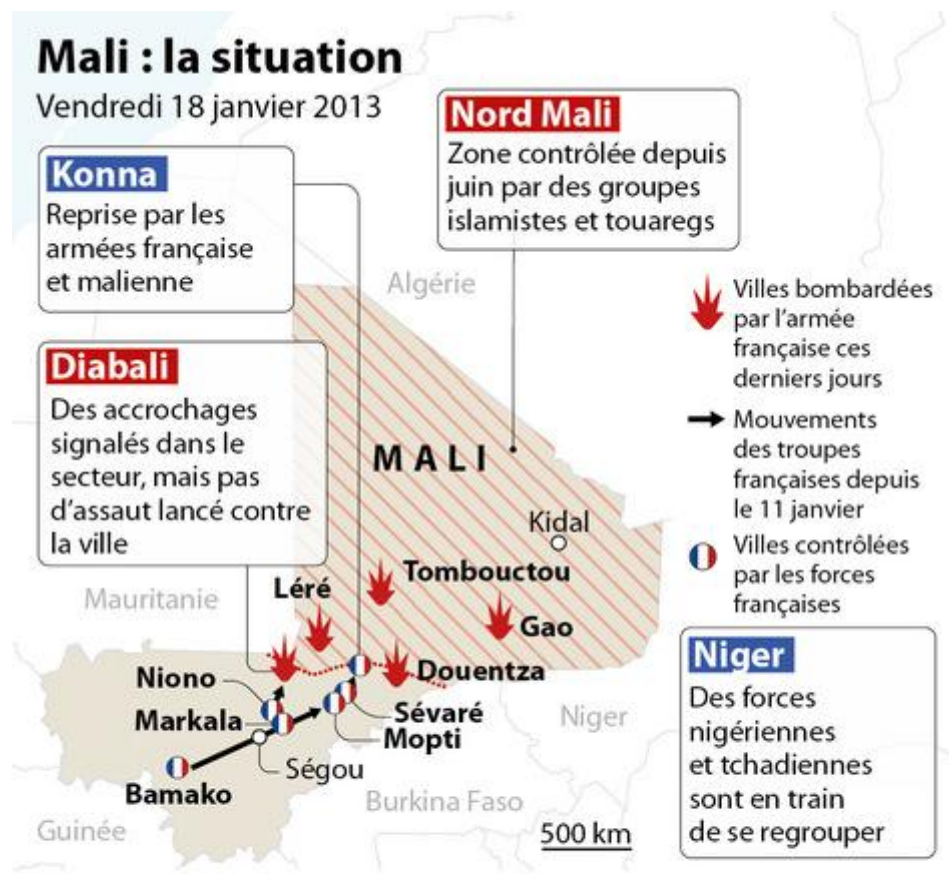 Mali : la situation
Vendredi 18 janvier 2013
Konna
Reprise par les
armées française
et malienne
Nord Mali
Zone contrôlée depuis
juin par des groupes
islamistes et touaregs
Diabali
Des accrochages
signalés dans le
secteur, mais pas
d'assaut lancé contre
la ville
Algérie
MALI
Kidal
Tombouctou
Léré
Gao
Mauritanie
Douentza
Niono
Markala
Sévaré
Mopti
Niger
Ségou
Bamako
Burkina Faso
Guinée
500 km
Villes bombardées
par l'armée
française ces
derniers jours
Mouvements
des troupes
françaises depuis
le 11 janvier
Villes contrôlées
par les forces
françaises
Niger
Des forces
nigériennes
et tchadiennes
sont en train
de se regrouper